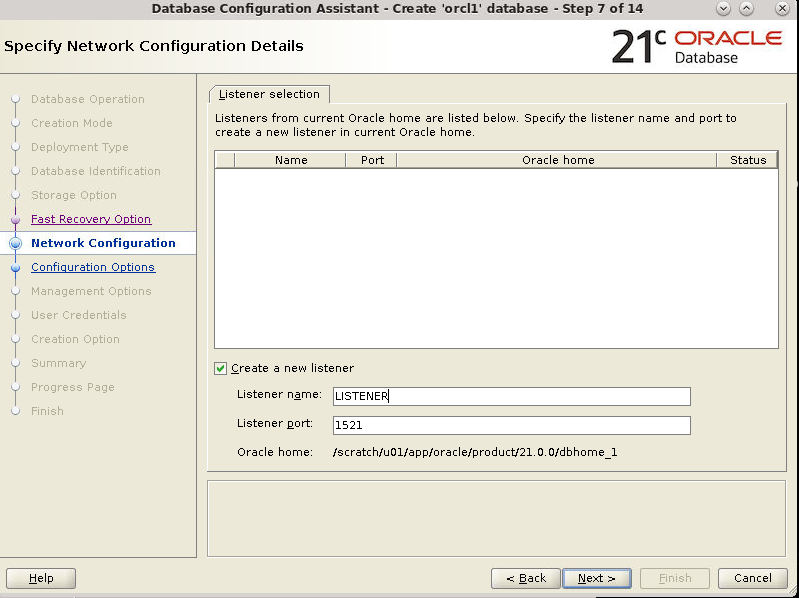 Database Configuration Assistant - Create 'orcl1' database - Step 7 of 14
Specify Network Configuration Details
21c ORACLE
Database
Database Operation
Creation Mode
Deployment Type
Database Identification
Storage Option
Fast Recovery Option
Network Configuration
Configuration Options
Management Options
User Credentials
Creation Option
Summary
Progress Page
Finish
Listener selection
Listeners from current Oracle home are listed below. Specify the listener name and port to
create a new listener in current Oracle home.
Name Port Oracle home Status
Create a new listener
Listener name: LISTENER
Listener port: 1521
Oracle home: /scratch/u01/app/oracle/product/21.0.0/dbhome_1
Help < Back Next > Finish Cancel